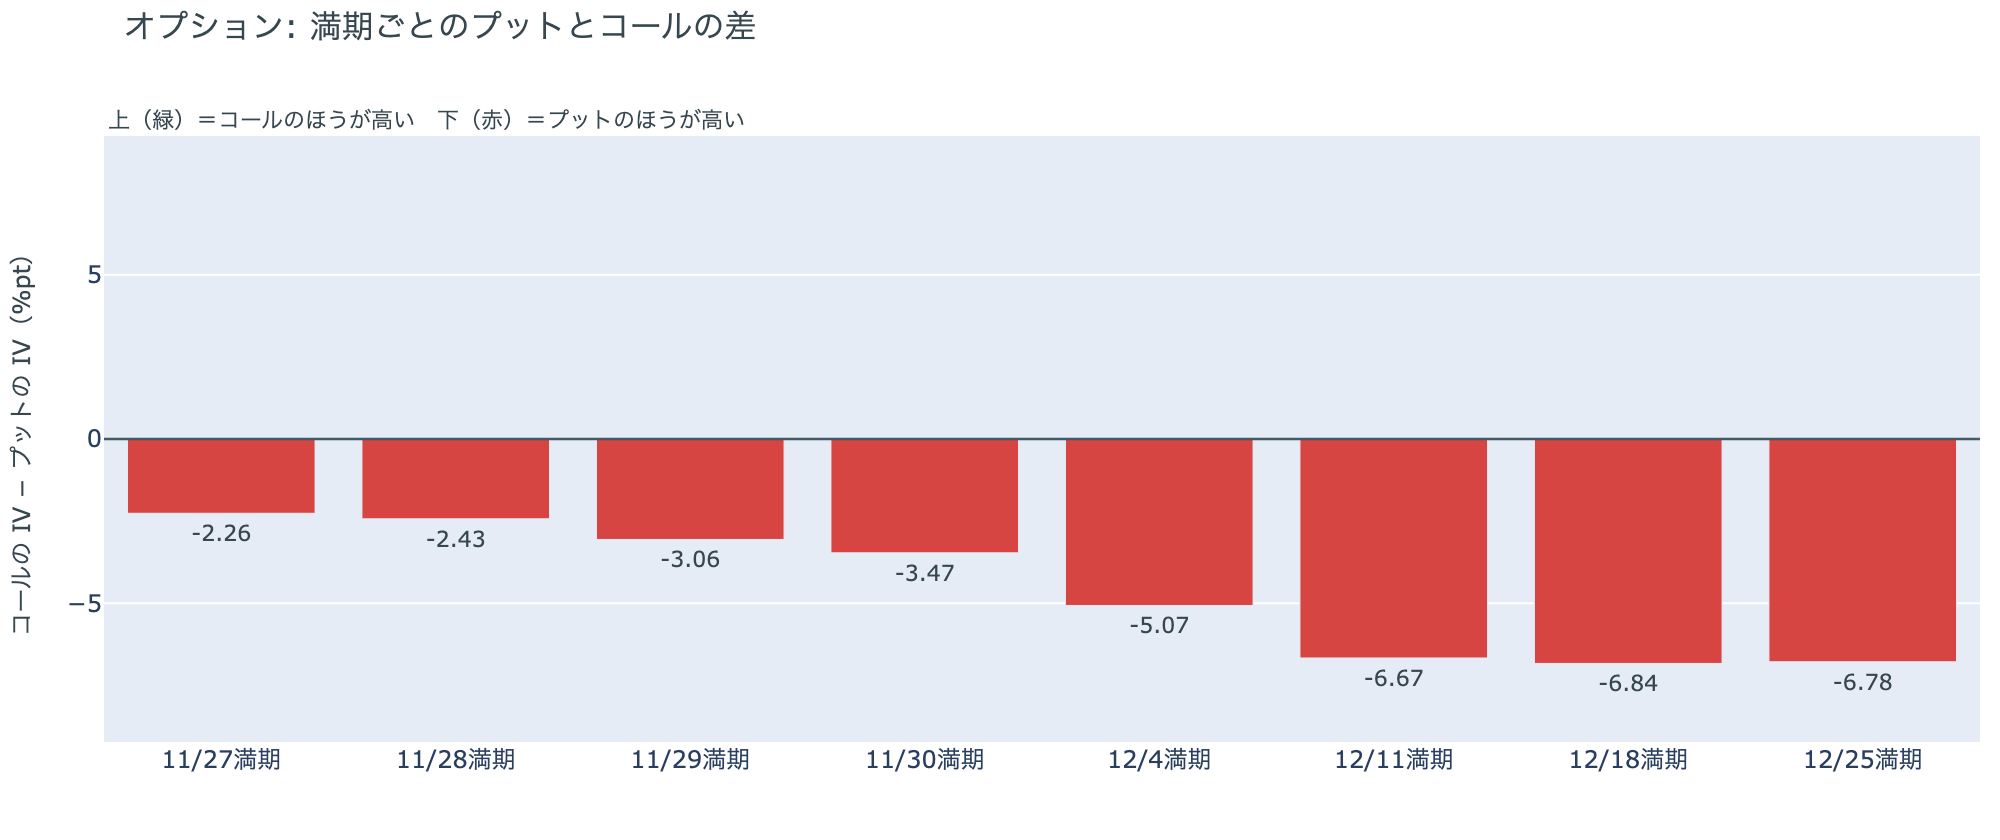 オプション: 満期ごとのプットとコールの差
上（緑）＝コールのほうが高い　下（赤）＝プットのほうが高い
コールの IV − プットの IV（%pt）
5
0
−5
-2.26
-2.43
-3.06
-3.47
-5.07
-6.67
-6.84
-6.78
11/27満期
11/28満期
11/29満期
11/30満期
12/4満期
12/11満期
12/18満期
12/25満期